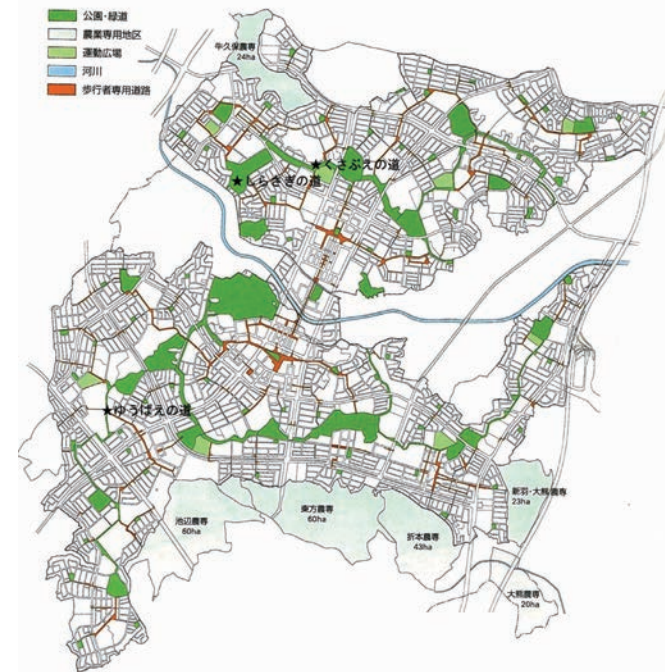 公園・緑道
農業専用地区
運動広場
河川
歩行者専用道路
牛久保農専
24ha
★くさぶえの道
★しらさぎの道
★ゆうばえの道
池辺農専
60ha
東方農専
60ha
折本農専
43ha
新羽・大熊農専
23ha
大熊農専
20ha